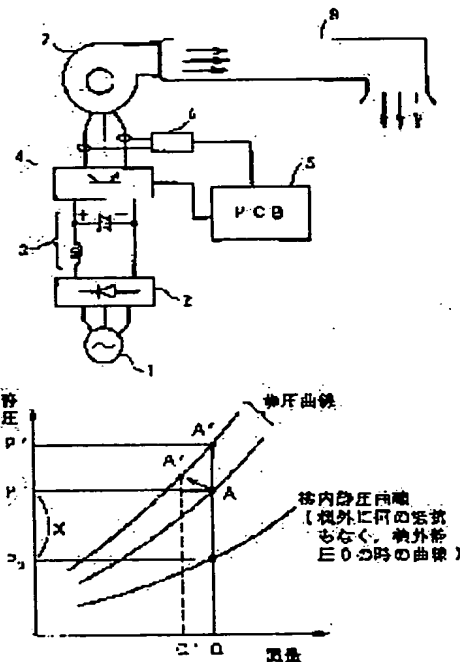 7
8
6
4
5
PCB
+ -
3
2
1
静圧
静圧曲線
P'
A"
A'
P
A
機内静圧曲線
(機外に何の抵抗
もなく、機外静
圧0の時の曲線)
X
P₀
Q' Q
風量